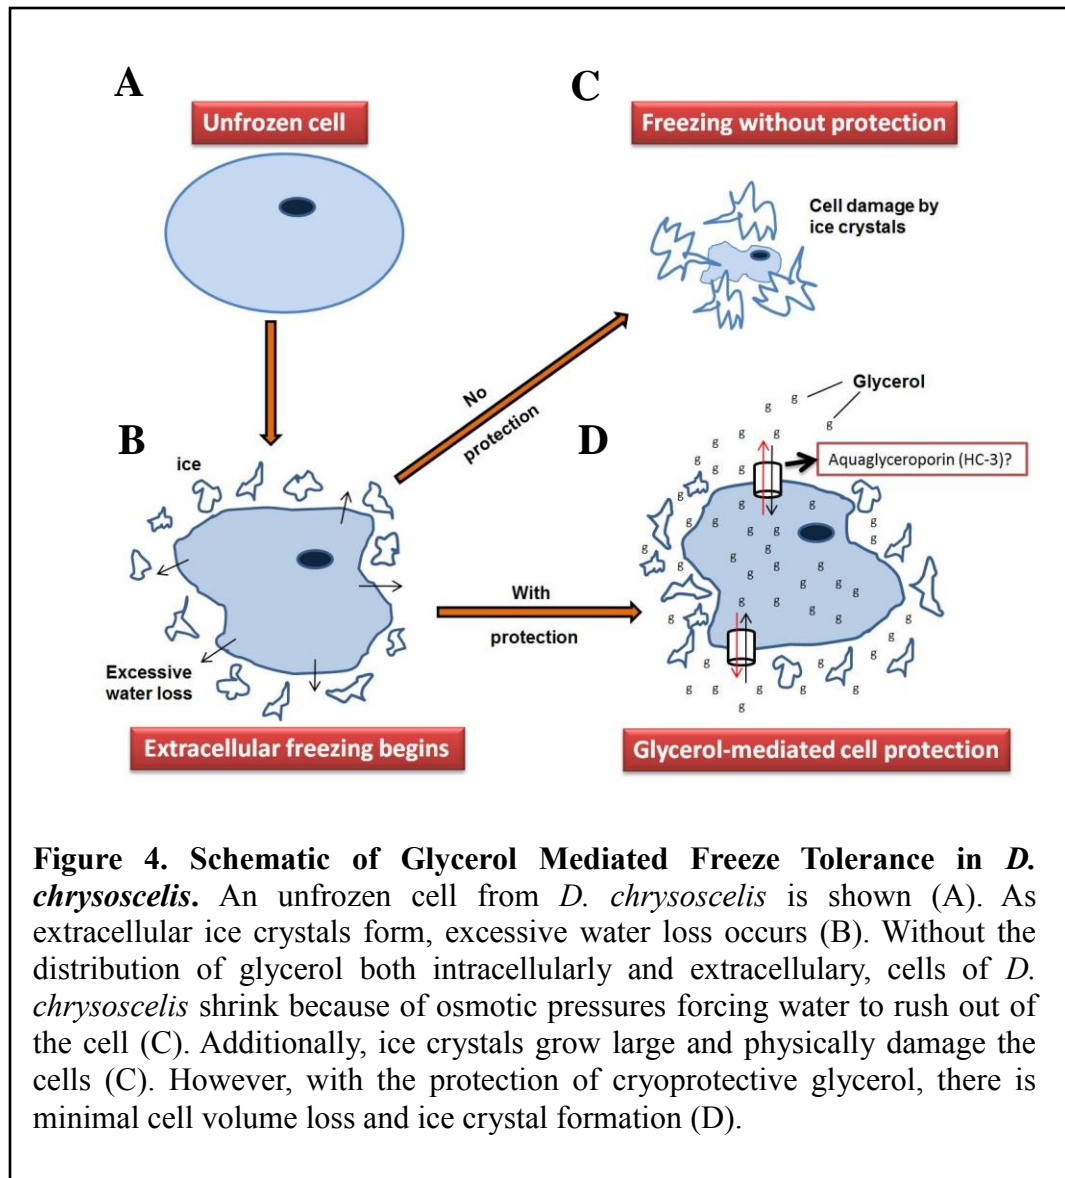 A
Unfrozen cell
C
Freezing without protection
Cell damage by
ice crystals
No
protection
B
ice
Excessive
water loss
Extracellular freezing begins
With
protection
D
Glycerol
Aquaglyceroporin (HC-3)?
g g g g g g g g g g g g g g g g g g g g g g g g g g g g g g g g g g g g g g g g g g g g g g g g g g
Glycerol-mediated cell protection
Figure 4. Schematic of Glycerol Mediated Freeze Tolerance in D.
chrysoscelis. An unfrozen cell from D. chrysoscelis is shown (A). As
extracellular ice crystals form, excessive water loss occurs (B). Without the
distribution of glycerol both intracellularly and extracellulary, cells of D.
chrysoscelis shrink because of osmotic pressures forcing water to rush out of
the cell (C). Additionally, ice crystals grow large and physically damage the
cells (C). However, with the protection of cryoprotective glycerol, there is
minimal cell volume loss and ice crystal formation (D).